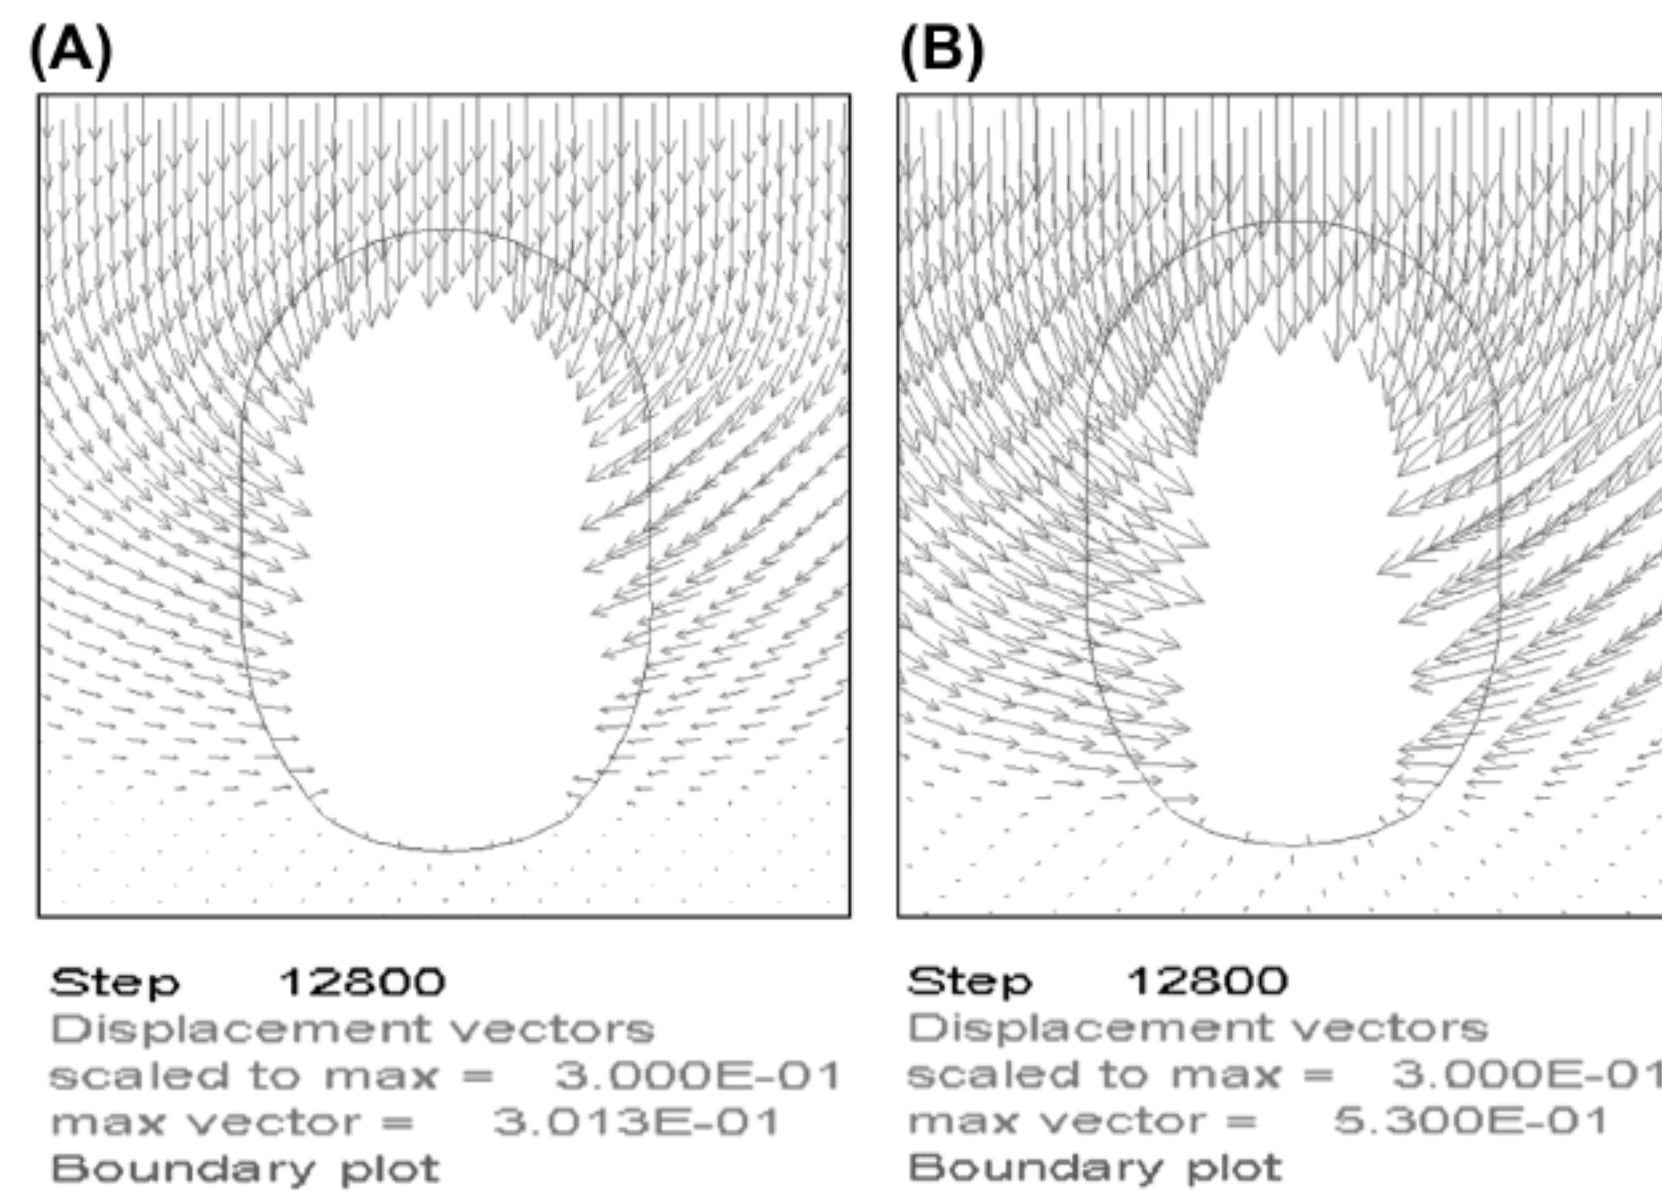 (A)
Step 12800
Displacement vectors
scaled to max = 3.000E-01
max vector = 3.013E-01
Boundary plot
(B)
Step 12800
Displacement vectors
scaled to max = 3.000E-01
max vector = 5.300E-01
Boundary plot